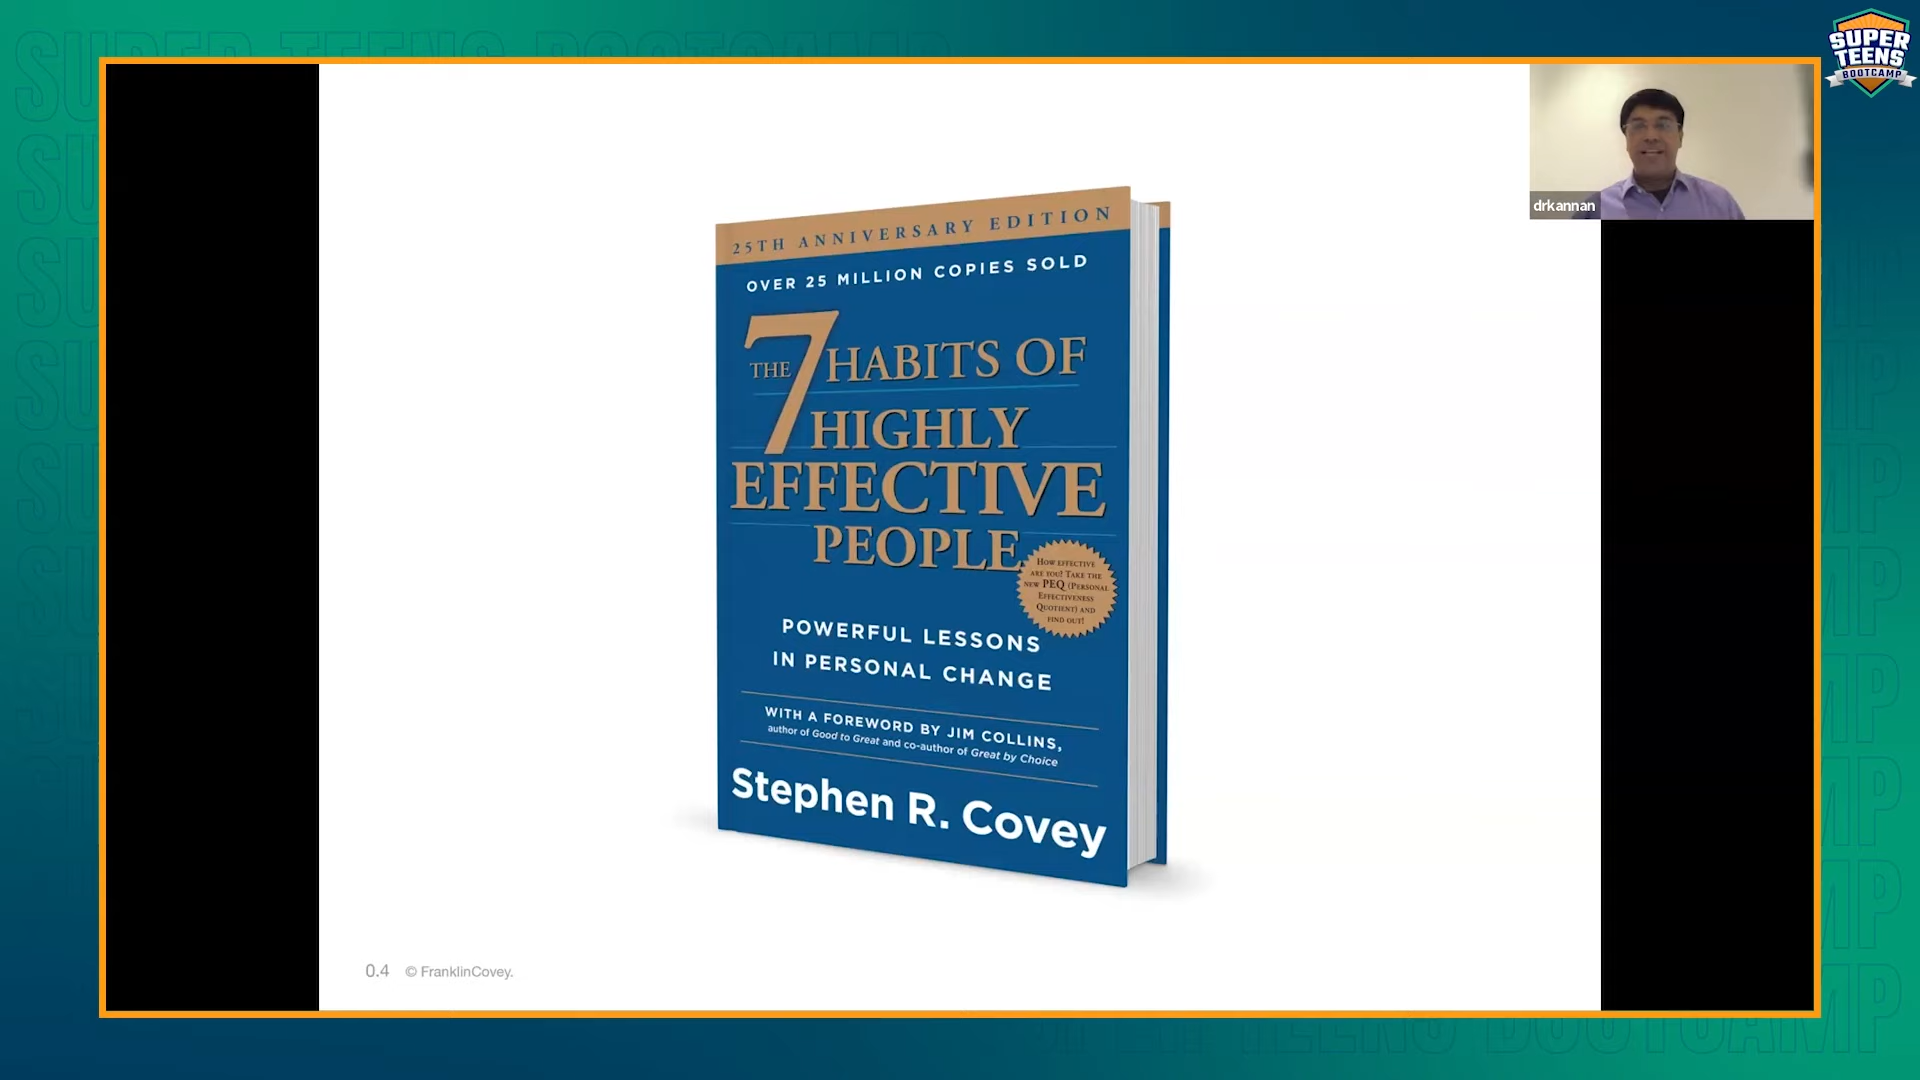 SUPER TEENS BOOTCAMP
SUPER
TEENS
BOOTCAMP
drkannan
25TH ANNIVERSARY EDITION
OVER 25 MILLION COPIES SOLD
THE 7 HABITS OF
HIGHLY
EFFECTIVE
PEOPLE
HOW EFFECTIVE
ARE YOU? TAKE THE
NEW PEQ (PERSONAL
EFFECTIVENESS
QUOTIENT) AND
FIND OUT!
POWERFUL LESSONS
IN PERSONAL CHANGE
WITH A FOREWORD BY JIM COLLINS,
author of Good to Great and co-author of Great by Choice
Stephen R. Covey
0.4 © FranklinCovey.